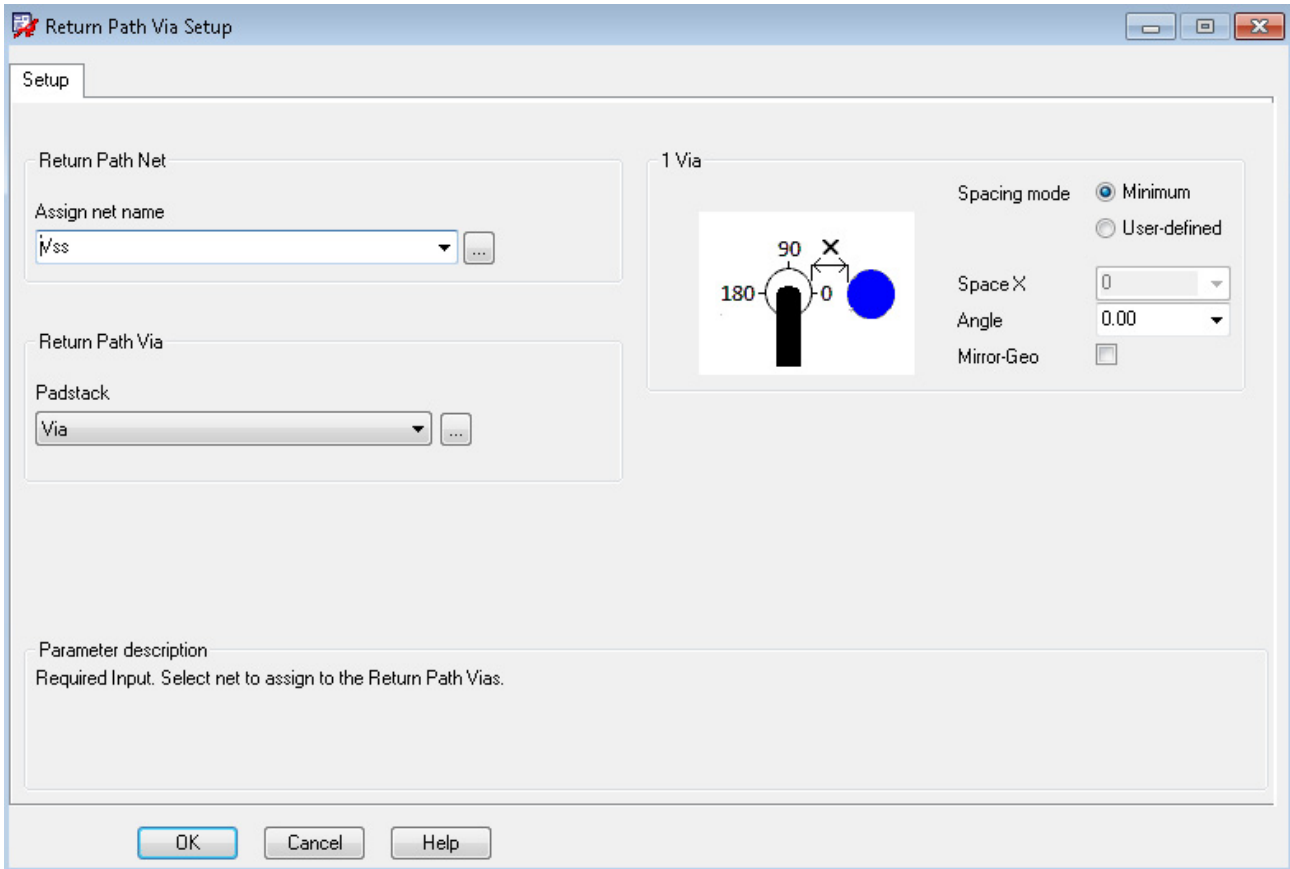 Return Path Via Setup
Setup
Return Path Net
Assign net name
Vss
...
Return Path Via
Padstack
Via
...
1 Via
90 X
180 0
Spacing mode Minimum
User-defined
Space X 0
Angle 0.00
Mirror-Geo
Parameter description
Required Input. Select net to assign to the Return Path Vias.
OK Cancel Help